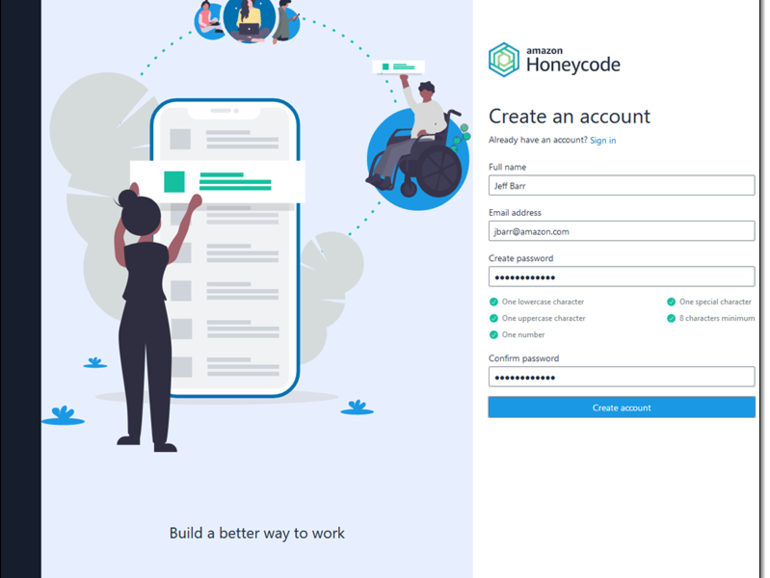 amazon
Honeycode
Create an account
Already have an account? Sign in
Full name
Jeff Barr
Email address
jbarr@amazon.com
Create password
••••••••••••
One lowercase character
One special character
One uppercase character
8 characters minimum
One number
Confirm password
••••••••••••
Create account
Build a better way to work